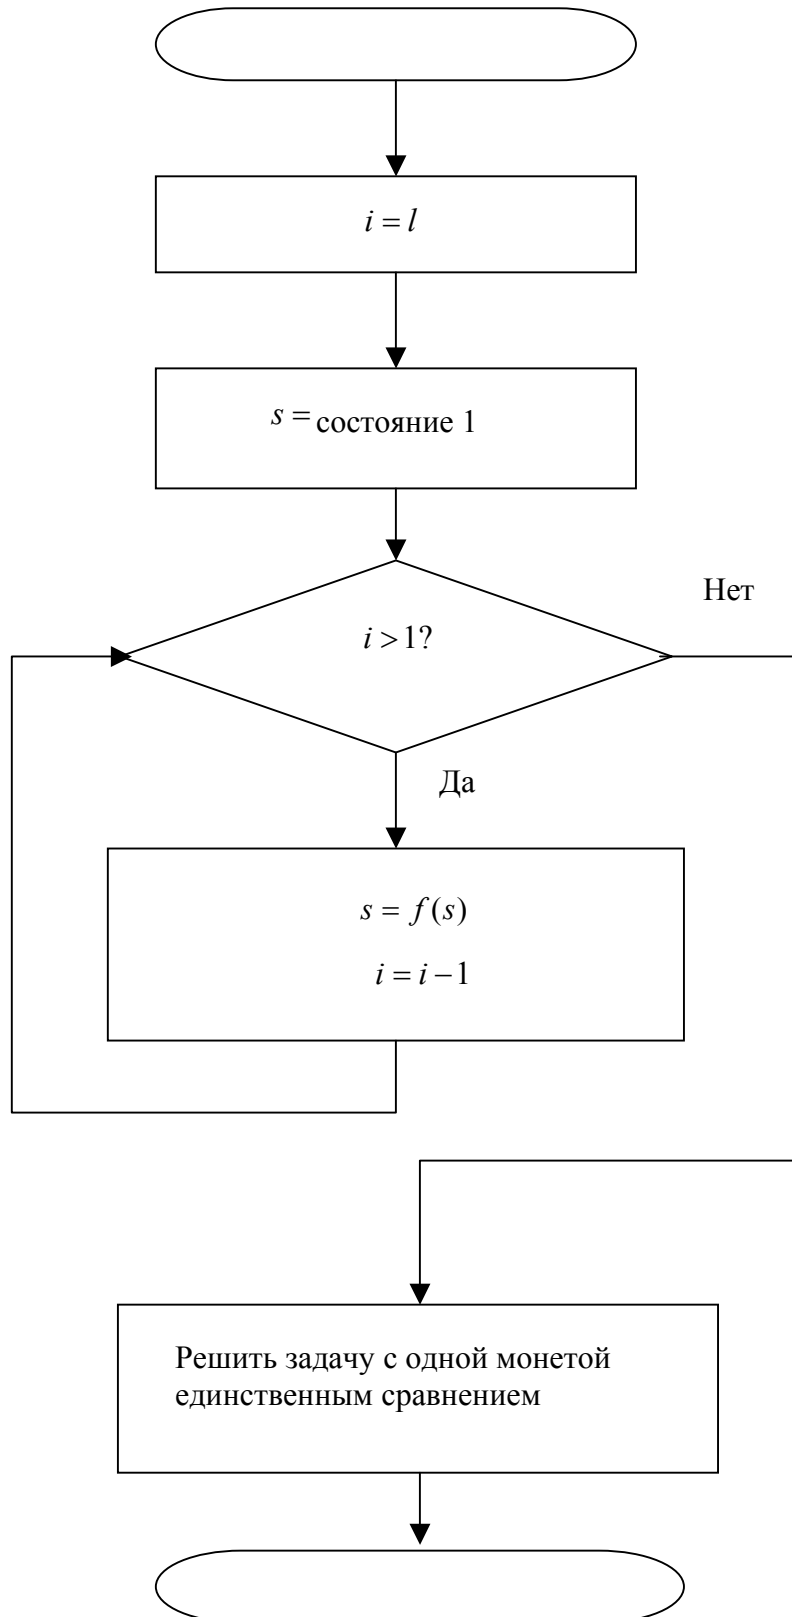 i = l
s = состояние 1
Нет
i > 1?
Да
s = f(s)
i = i − 1
Решить задачу с одной монетой
единственным сравнением